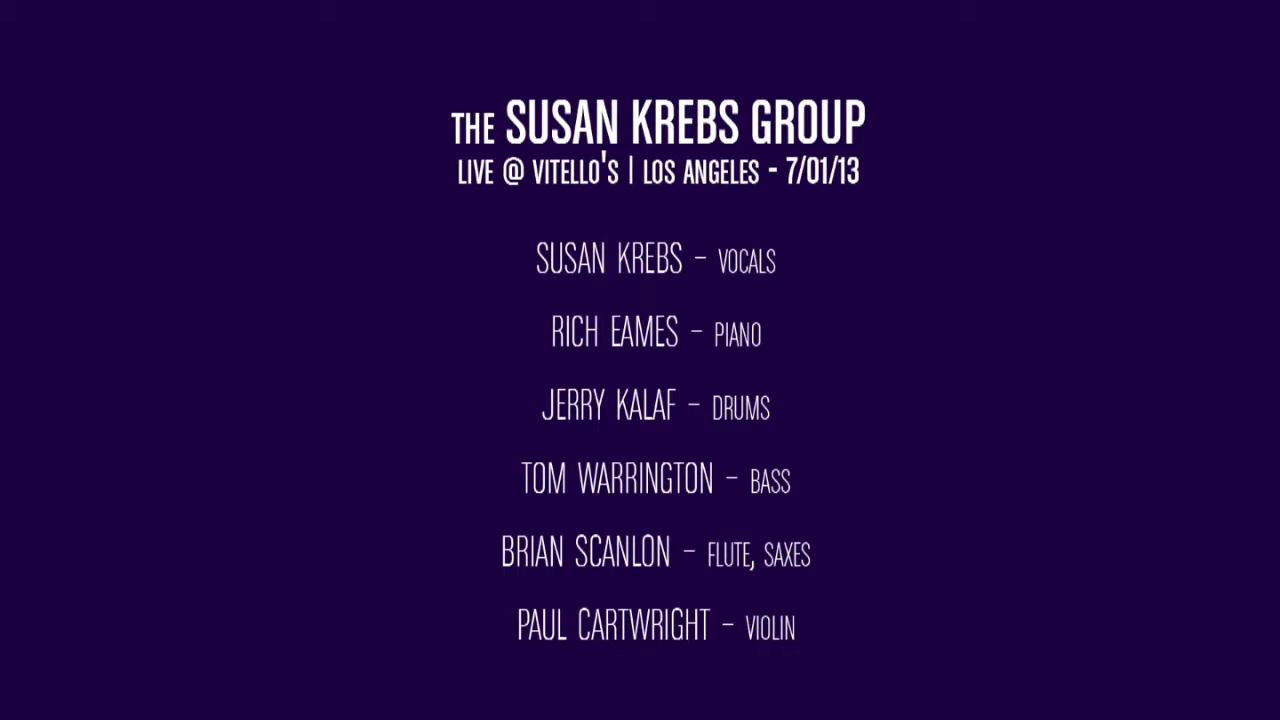 THE SUSAN KREBS GROUP
LIVE @ VITELLO'S | LOS ANGELES - 7/01/13
SUSAN KREBS – VOCALS
RICH EAMES – PIANO
JERRY KALAF – DRUMS
TOM WARRINGTON – BASS
BRIAN SCANLON – FLUTE, SAXES
PAUL CARTWRIGHT – VIOLIN